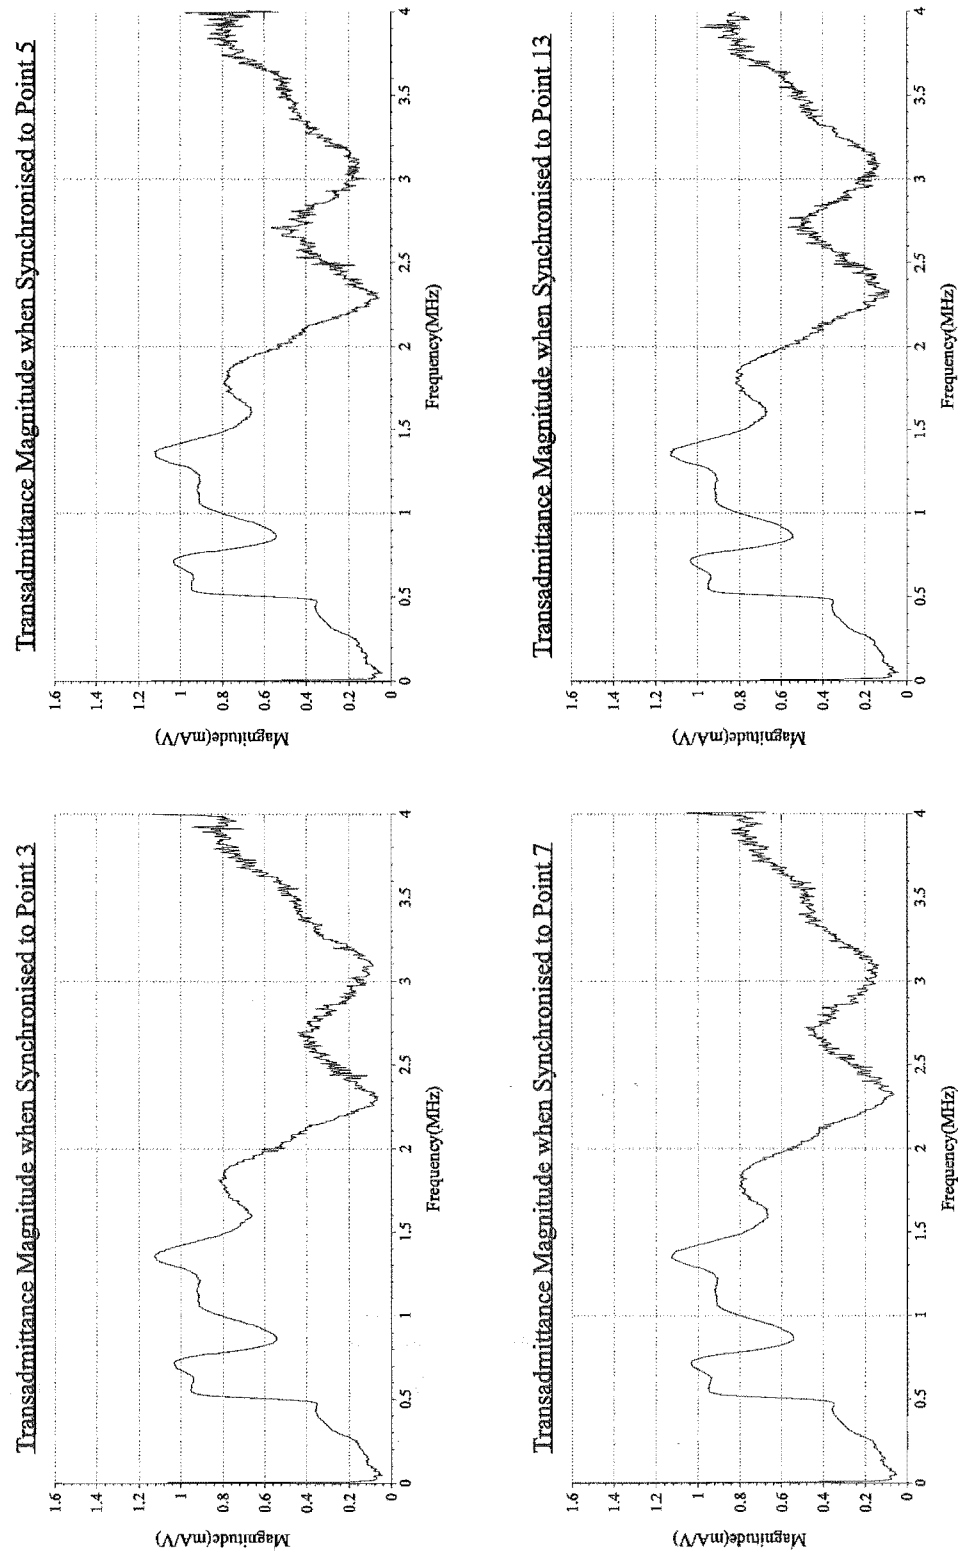 Transadmittance Magnitude when Synchronised to Point 3
Magnitude(mA/V)
1.6
1.4
1.2
1
0.8
0.6
0.4
0.2
0
0 0.5 1 1.5 2 2.5 3 3.5 4
Frequency(MHz)
Transadmittance Magnitude when Synchronised to Point 5
Magnitude(mA/V)
1.6
1.4
1.2
1
0.8
0.6
0.4
0.2
0
0 0.5 1 1.5 2 2.5 3 3.5 4
Frequency(MHz)
Transadmittance Magnitude when Synchronised to Point 7
Magnitude(mA/V)
1.6
1.4
1.2
1
0.8
0.6
0.4
0.2
0
0 0.5 1 1.5 2 2.5 3 3.5 4
Frequency(MHz)
Transadmittance Magnitude when Synchronised to Point 13
Magnitude(mA/V)
1.6
1.4
1.2
1
0.8
0.6
0.4
0.2
0
0 0.5 1 1.5 2 2.5 3 3.5 4
Frequency(MHz)